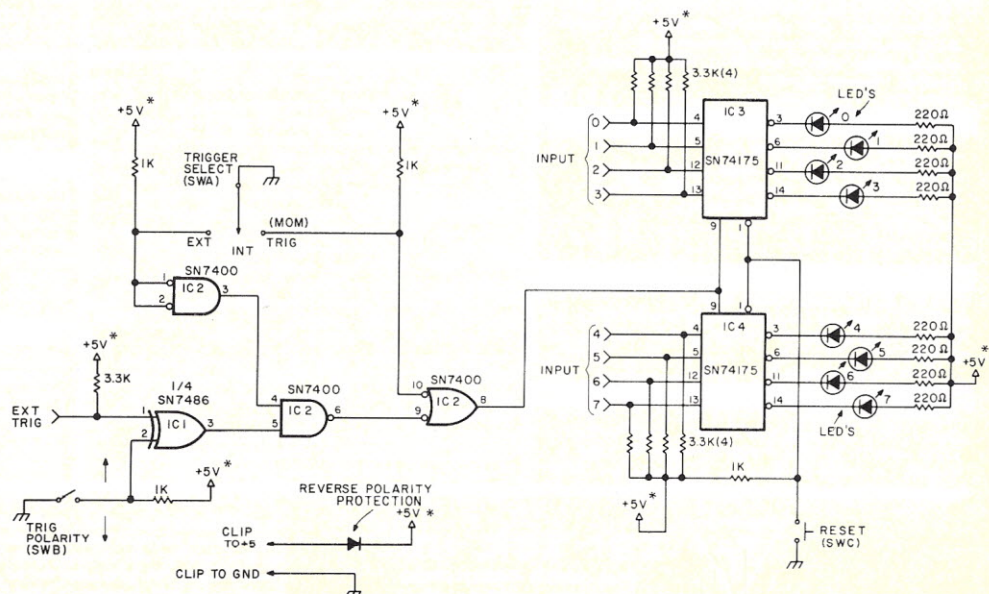 +5V*
3.3K(4)
LED'S
IC3
SN74175
INPUT
0
1
2
3
4
5
12
13
3
6
11
14
9
1
0
1
2
3
220Ω
220Ω
220Ω
220Ω
+5V*
1K
TRIGGER
SELECT
(SWA)
EXT
INT
(MOM)
TRIG
+5V*
1K
SN7400
1
2
IC2
3
+5V*
3.3K
EXT
TRIG
1/4
SN7486
1
2
IC1
3
SN7400
4
5
IC2
6
SN7400
10
9
IC2
8
1K
+5V*
TRIG
POLARITY
(SWB)
REVERSE POLARITY
PROTECTION
+5V*
CLIP
TO+5
CLIP TO GND
9
1
IC4
SN74175
INPUT
4
5
6
7
4
5
12
13
3
6
11
14
4
5
6
7
LED'S
220Ω
220Ω
220Ω
220Ω
+5V*
3.3K(4)
1K
+5V*
RESET
(SWC)